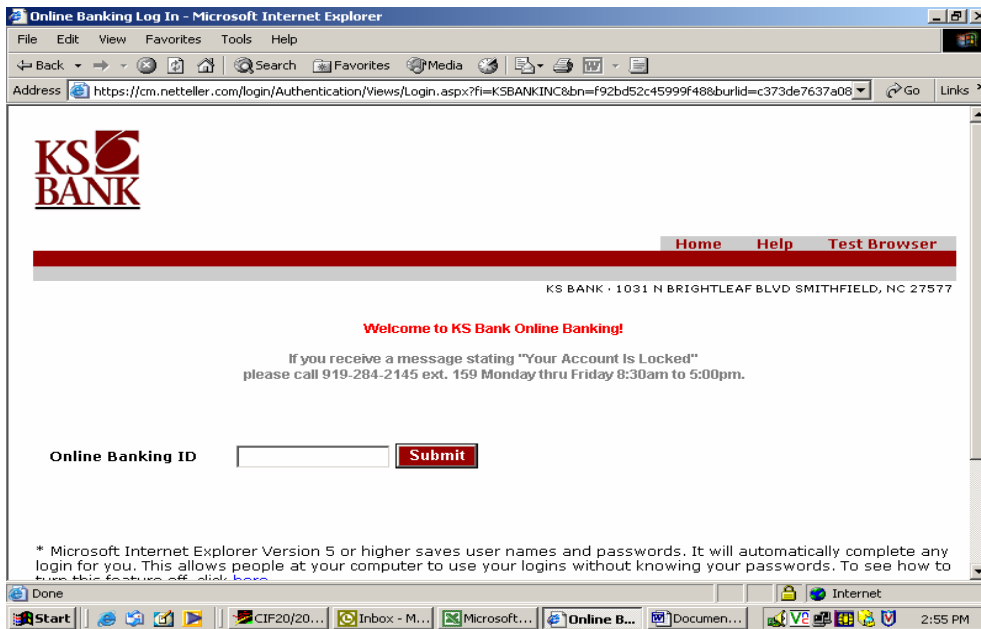 Online Banking Log In - Microsoft Internet Explorer
File Edit View Favorites Tools Help
Back Search Favorites Media
Address https://cm.netteller.com/login/Authentication/Views/Login.aspx?fi=KSBANKINC&bn=f92bd52c45999f48&burlid=c373de7637a08 Go Links
KS
BANK
Home Help Test Browser
KS BANK · 1031 N BRIGHTLEAF BLVD SMITHFIELD, NC 27577
Welcome to KS Bank Online Banking!
If you receive a message stating "Your Account Is Locked"
please call 919-284-2145 ext. 159 Monday thru Friday 8:30am to 5:00pm.
Online Banking ID Submit
* Microsoft Internet Explorer Version 5 or higher saves user names and passwords. It will automatically complete any
login for you. This allows people at your computer to use your logins without knowing your passwords. To see how to
turn this feature off, click here
Done Internet
Start CIF20/20... Inbox - M... Microsoft... Online B... Documen... 2:55 PM